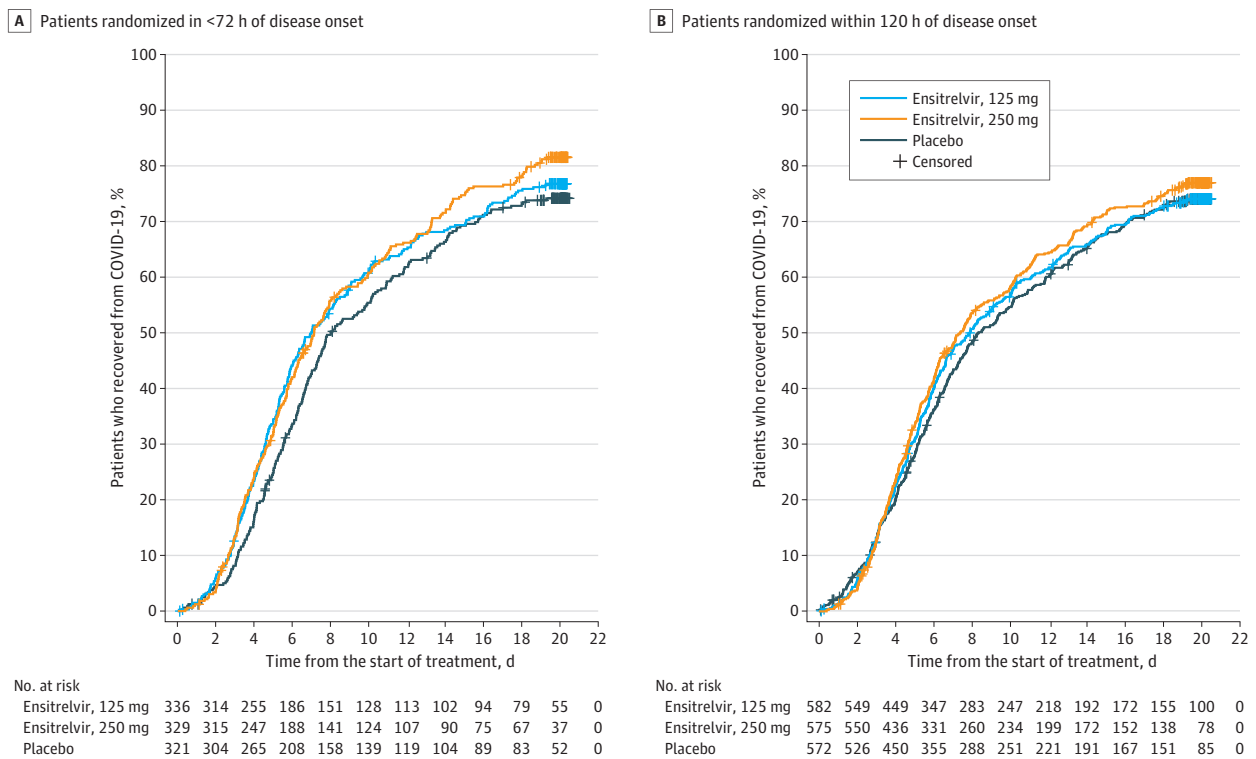 A Patients randomized in <72 h of disease onset
100
90
80
70
60
50
40
30
20
10
0
Patients who recovered from COVID-19, %
0 2 4 6 8 10 12 14 16 18 20 22
Time from the start of treatment, d
No. at risk
Ensitrelvir, 125 mg 336 314 255 186 151 128 113 102 94 79 55 0
Ensitrelvir, 250 mg 329 315 247 188 141 124 107 90 75 67 37 0
Placebo 321 304 265 208 158 139 119 104 89 83 52 0
B Patients randomized within 120 h of disease onset
100
90
80
70
60
50
40
30
20
10
0
Patients who recovered from COVID-19, %
Ensitrelvir, 125 mg
Ensitrelvir, 250 mg
Placebo
Censored
0 2 4 6 8 10 12 14 16 18 20 22
Time from the start of treatment, d
No. at risk
Ensitrelvir, 125 mg 582 549 449 347 283 247 218 192 172 155 100 0
Ensitrelvir, 250 mg 575 550 436 331 260 234 199 172 152 138 78 0
Placebo 572 526 450 355 288 251 221 191 167 151 85 0